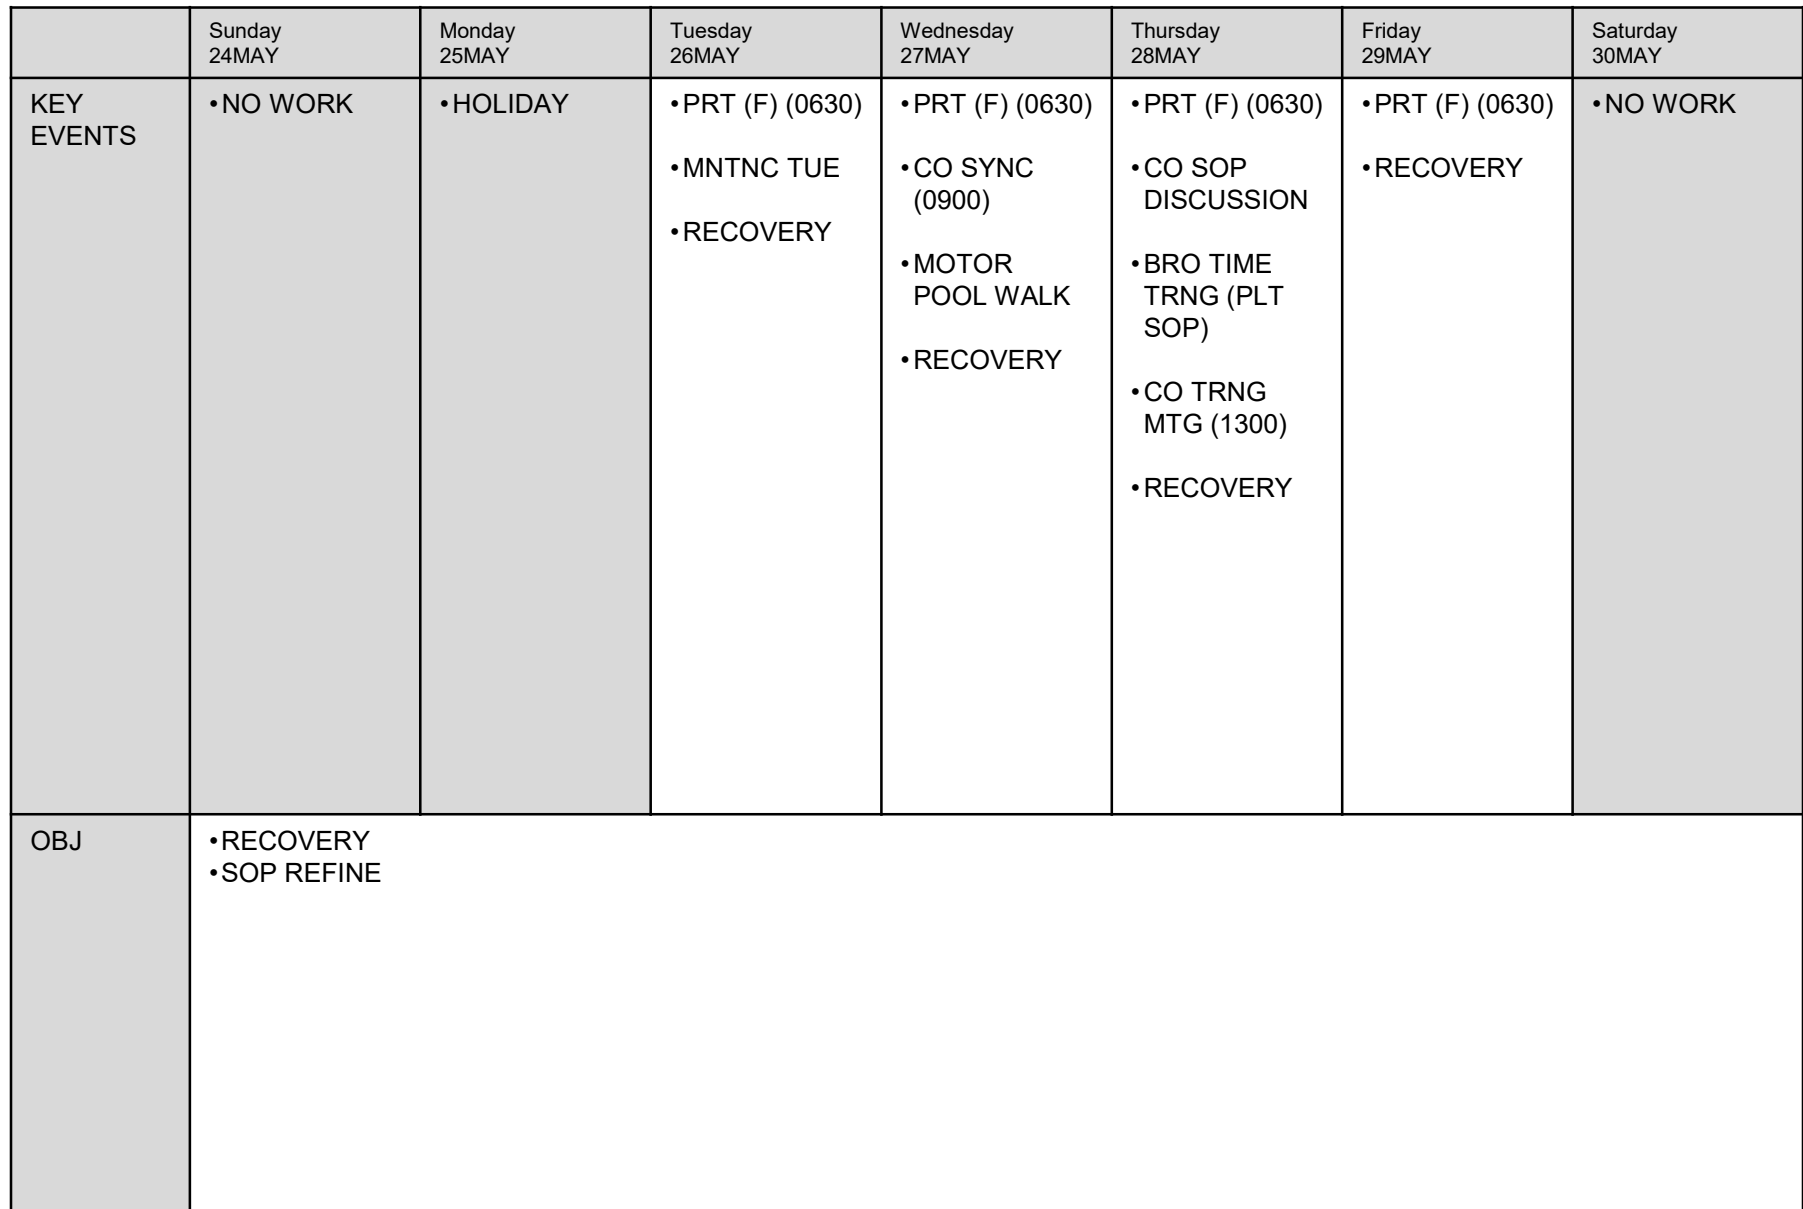 Sunday
24MAY
Monday
25MAY
Tuesday
26MAY
Wednesday
27MAY
Thursday
28MAY
Friday
29MAY
Saturday
30MAY
KEY
EVENTS
•NO WORK
•HOLIDAY
•PRT (F) (0630)
•MNTNC TUE
•RECOVERY
•PRT (F) (0630)
•CO SYNC
(0900)
•MOTOR
POOL WALK
•RECOVERY
•PRT (F) (0630)
•CO SOP
DISCUSSION
•BRO TIME
TRNG (PLT
SOP)
•CO TRNG
MTG (1300)
•RECOVERY
•PRT (F) (0630)
•RECOVERY
•NO WORK
OBJ
•RECOVERY
•SOP REFINE